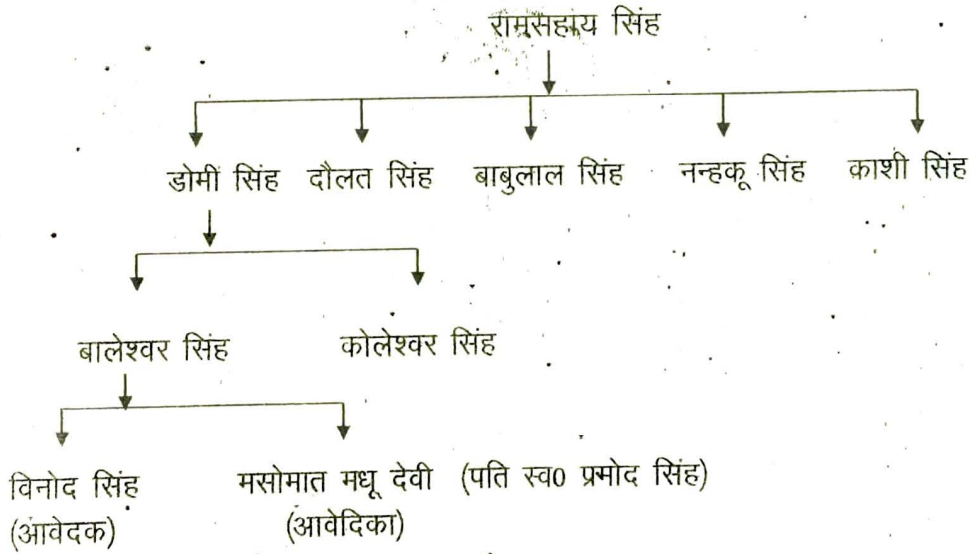 रामसहाय सिंह
डोमी सिंह दौलत सिंह बाबुलाल सिंह नन्हकू सिंह काशी सिंह
बालेश्वर सिंह कोलेश्वर सिंह
विनोद सिंह मसोमात मधू देवी (पति स्व0 प्रमोद सिंह)
(आवेदक) (आवेदिका)